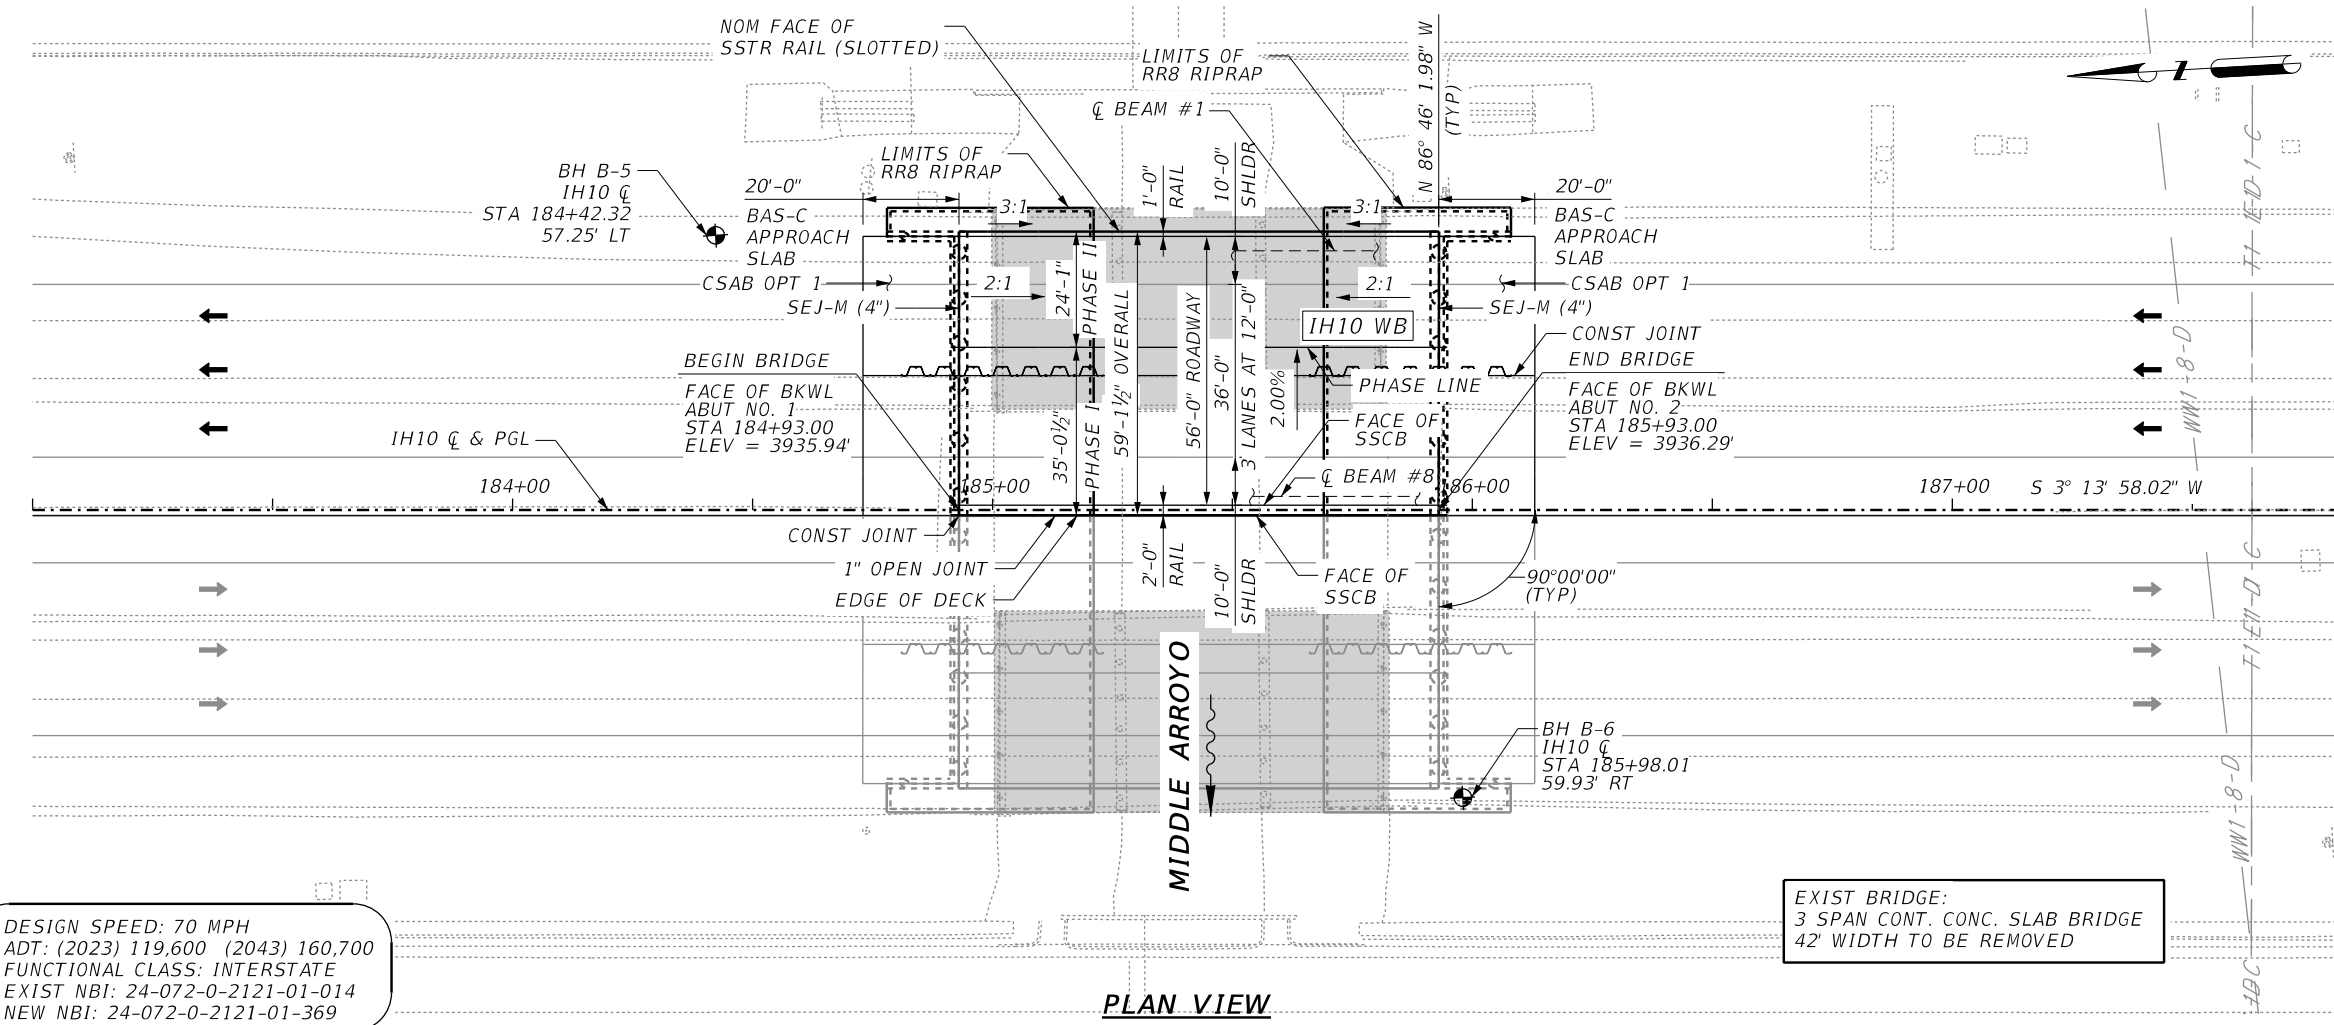 NOM FACE OF
SSTR RAIL (SLOTTED)
LIMITS OF
RR8 RIPRAP
℄ BEAM #1
N 86° 46' 1.98" W
(TYP)
LIMITS OF
RR8 RIPRAP
BH B-5
IH10 ℄
STA 184+42.32
57.25' LT
20'-0"
BAS-C
APPROACH
SLAB
3:1
1'-0"
RAIL
10'-0"
SHLDR
3:1
20'-0"
BAS-C
APPROACH
SLAB
CSAB OPT 1
2:1
24'-1"
PHASE II
2:1
CSAB OPT 1
SEJ-M (4")
SEJ-M (4")
IH10 WB
CONST JOINT
BEGIN BRIDGE
FACE OF BKWL
ABUT NO. 1
STA 184+93.00
ELEV = 3935.94'
35'-0½"
PHASE I
59'-1½" OVERALL
56'-0" ROADWAY
36'-0"
3 LANES AT 12'-0"
2.00%
PHASE LINE
END BRIDGE
FACE OF BKWL
ABUT NO. 2
STA 185+93.00
ELEV = 3936.29'
FACE OF
SSCB
IH10 ℄ & PGL
℄ BEAM #8
184+00
185+00
86+00
187+00
S 3° 13' 58.02" W
CONST JOINT
1" OPEN JOINT
EDGE OF DECK
2'-0"
RAIL
10'-0"
SHLDR
FACE OF
SSCB
90°00'00"
(TYP)
MIDDLE ARROYO
BH B-6
IH10 ℄
STA 185+98.01
59.93' RT
WW1-8-D
WW1-8-D
DESIGN SPEED: 70 MPH
ADT: (2023) 119,600 (2043) 160,700
FUNCTIONAL CLASS: INTERSTATE
EXIST NBI: 24-072-0-2121-01-014
NEW NBI: 24-072-0-2121-01-369
EXIST BRIDGE:
3 SPAN CONT. CONC. SLAB BRIDGE
42' WIDTH TO BE REMOVED
PLAN VIEW